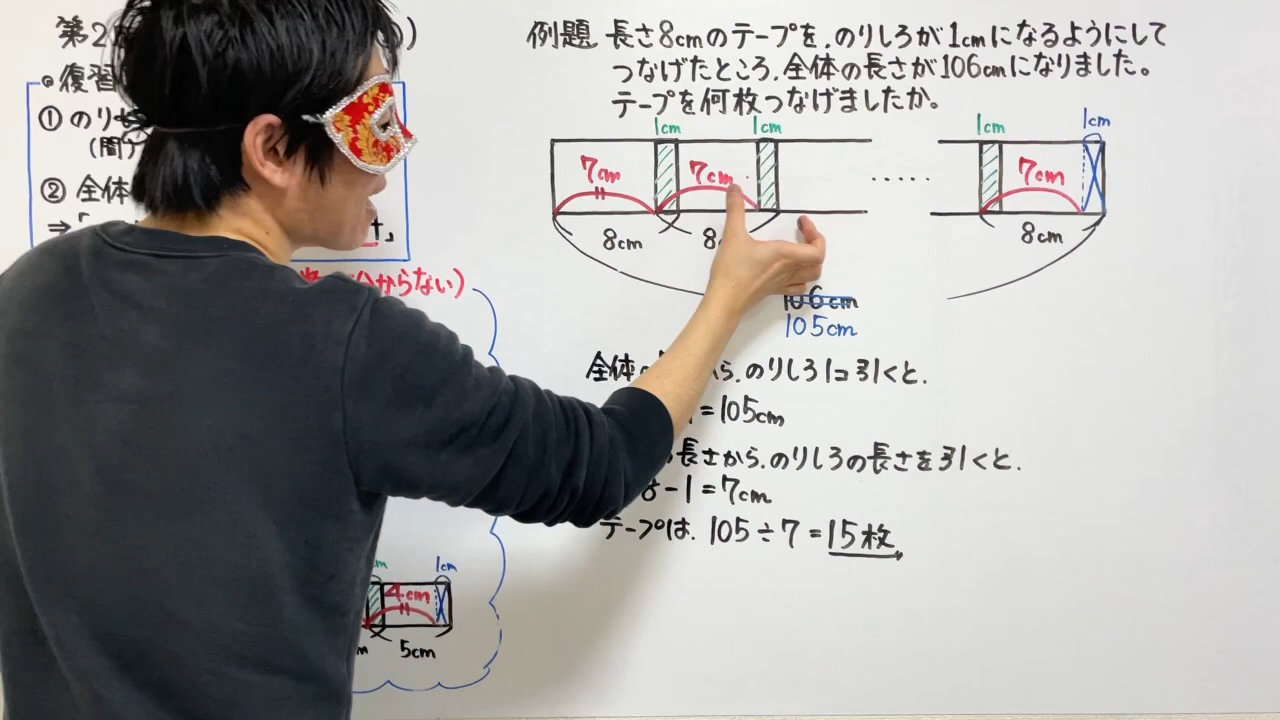 第2
)
復習
① のりし
(間)
② 全体
⇒「
」
分からない)
1cm
4cm
5cm
例題 長さ8cmのテープを、のりしろが1cmになるようにして
つなげたところ、全体の長さが106cmになりました。
テープを何枚つなげましたか。
1cm 1cm 1cm 1cm
7cm 7cm ・・・・・ 7cm
8cm 8 8cm
106cm
105cm
全体 から、のりしろ1コ引くと、
= 105cm
の長さから、のりしろの長さを引くと、
8-1=7cm
テープは、105÷7=15枚